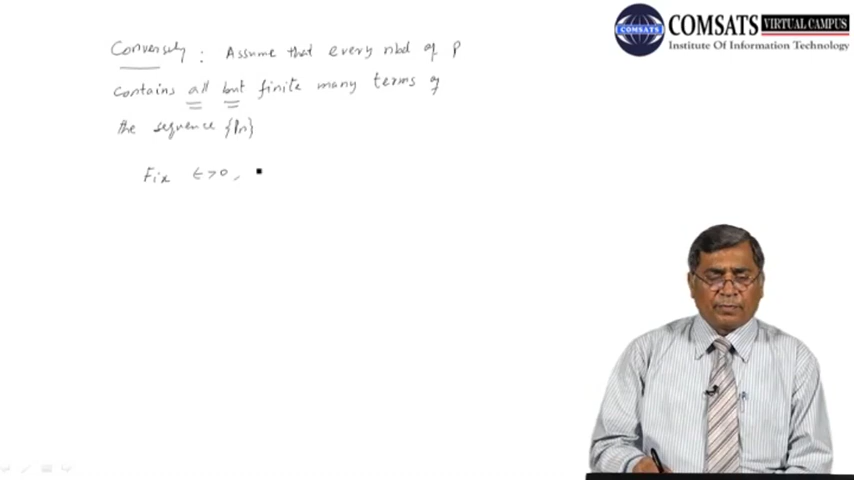 COMSATS VIRTUAL CAMPUS
Institute Of Information Technology
COMSATS
Conversely : Assume that every nbd of P
contains all but finite many terms of
the sequence {Pn}
Fix ε>0,